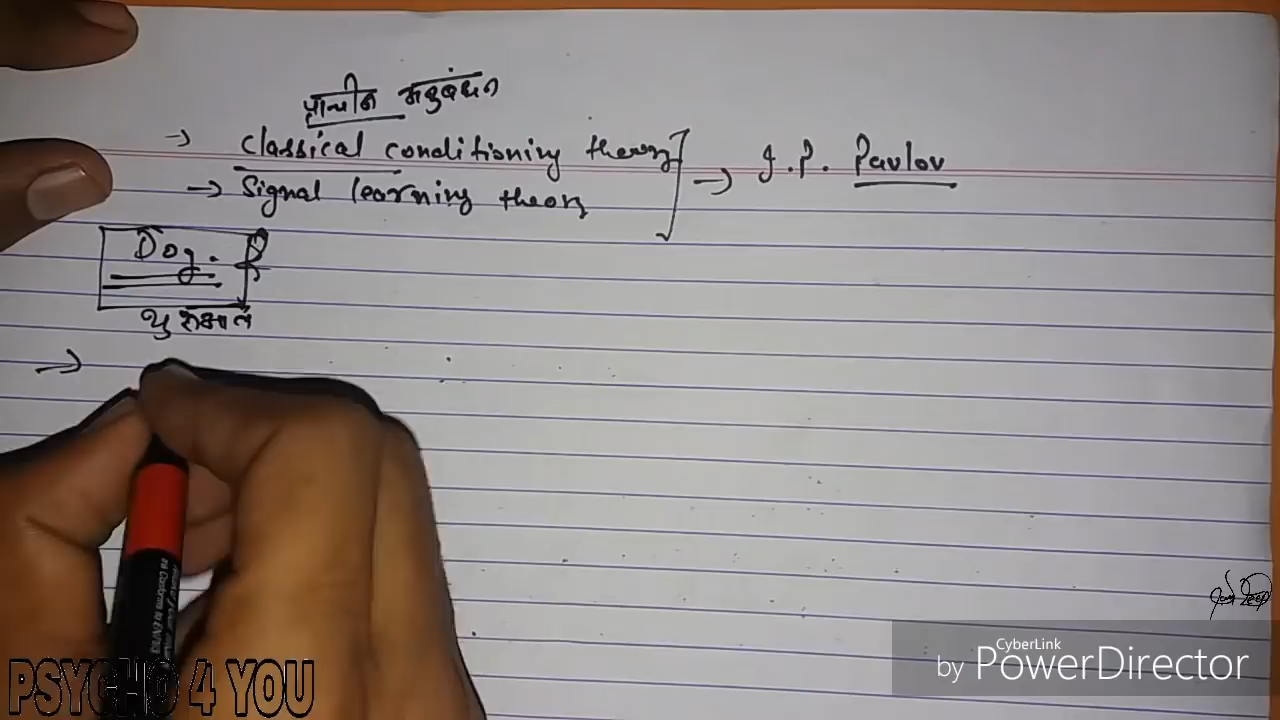 प्राचीन अनुबंधन
→ Classical conditioning theory
→ Signal learning theory
→ I.P. Pavlov
Dog.
→
PSYCHO 4 YOU
CyberLink
by PowerDirector